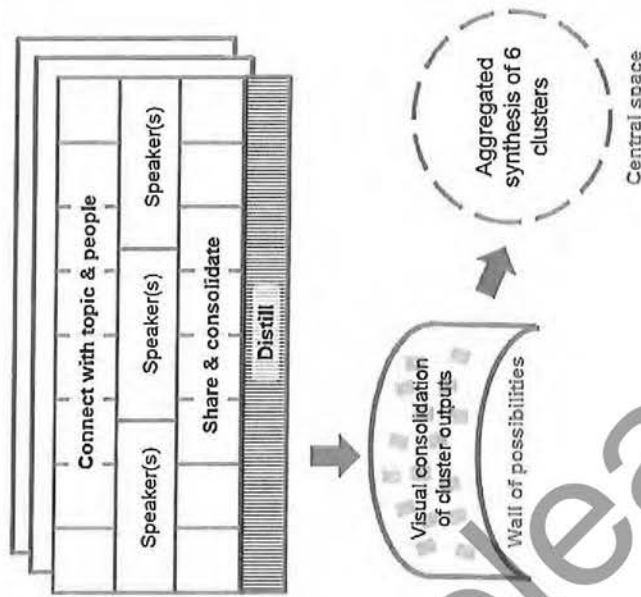 Connect with topic & people
Speaker(s)
Speaker(s)
Speaker(s)
Share & consolidate
Distill
Visual consolidation
of cluster outputs
Wall of possibilities
Aggregated
synthesis of 6
clusters
Central space